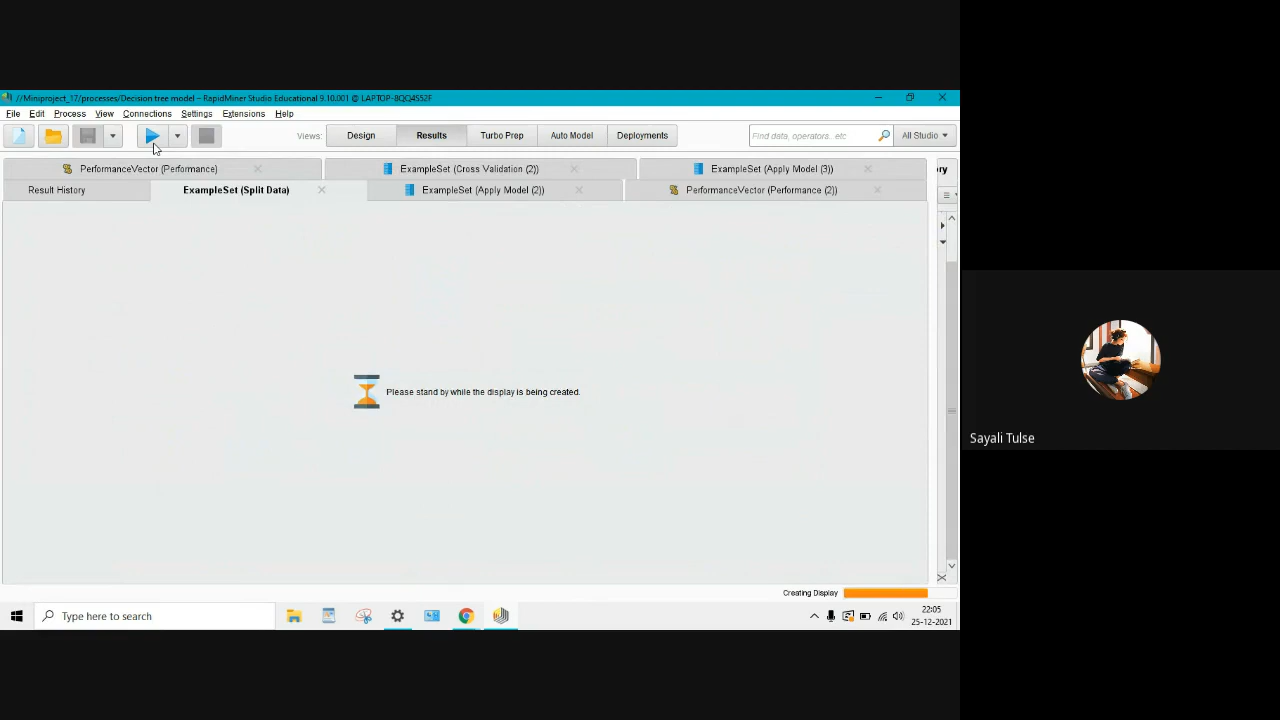 //Miniproject_17/processes/Decision tree model – RapidMiner Studio Educational 9.10.001 @ LAPTOP-8QQ4S52F
File Edit Process View Connections Settings Extensions Help
Views: Design Results Turbo Prep Auto Model Deployments Find data, operators...etc All Studio
PerformanceVector (Performance) ExampleSet (Cross Validation (2)) ExampleSet (Apply Model (3)) ry
Result History ExampleSet (Split Data) ExampleSet (Apply Model (2)) PerformanceVector (Performance (2))
Please stand by while the display is being created.
Sayali Tulse
Creating Display
Type here to search 22:05
25-12-2021